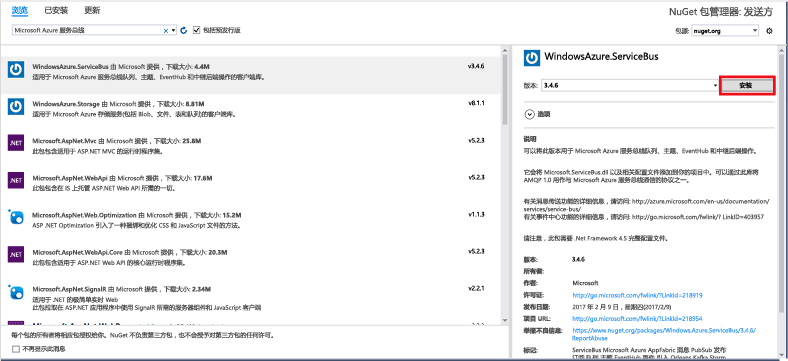 浏览 已安装 更新
NuGet 包管理器: 发送方
Microsoft Azure 服务总线
包括预发行版
包源: nuget.org
WindowsAzure.ServiceBus 由 Microsoft 提供，下载大小: 4.4M v3.4.6
适用于 Microsoft Azure 服务总线队列、主题、EventHub 和中继后端操作的客户端库。
WindowsAzure.Storage 由 Microsoft 提供，下载大小: 8.81M v8.1.1
适用于 Microsoft Azure 存储服务(包括 Blob、文件、表和队列)的客户端库。
.NET
Microsoft.AspNet.Mvc 由 Microsoft 提供，下载大小: 25.8M v5.2.3
此包包含适用于 ASP.NET MVC 的运行时程序集。
.NET
Microsoft.AspNet.WebApi 由 Microsoft 提供，下载大小: 17.6M v5.2.3
此包包含在 IS 上托管 ASP.NET Web API 所需的一切。
Microsoft.AspNet.Web.Optimization 由 Microsoft 提供，下载大小: 15.2M v1.1.3
ASP .NET Optimization 引入了一种捆绑和优化 CSS 和 JavaScript 文件的方法。
.NET
Microsoft.AspNet.WebApi.Core 由 Microsoft 提供，下载大小: 20.3M v5.2.3
此包包含适用于 ASP.NET Web API 的核心运行时程序集。
Microsoft.AspNet.SignalR 由 Microsoft 提供，下载大小: 2.34M v2.2.1
适用于 .NET 的极简单实时 Web
此包拉取在 ASP.NET 应用程序中使用 SignalR 所需的服务器组件和 JavaScript 客户端
每个包的所有者将相应包授权给你。NuGet 不负责第三方包，也不会授予对第三方包的任何许可。
不再显示此消息
WindowsAzure.ServiceBus
版本: 3.4.6 安装
选项
说明
可以将此版本用于 Microsoft Azure 服务总线队列、主题、EventHub 和中继后端操作。
它会将 Microsoft.ServiceBus.dll 以及相关配置文件添加到你的项目中。可以通过此库将
AMQP 1.0 用作与 Microsoft Azure 服务总线通信的协议之一。
有关消息传送功能的详细信息，请访问: http://azure.microsoft.com/en-us/documentation/
services/service-bus/
有关事件中心功能的详细信息，请访问: http://go.microsoft.com/fwlink/? LinkID=403957
请注意，此包需要 .Net Framework 4.5 完整配置文件。
版本: 3.4.6
所有者:
作者: Microsoft
许可证: http://go.microsoft.com/fwlink/?LinkId=218919
发布日期: 2017 年 2 月 9 日，星期四(2017/2/9)
项目 URL: http://go.microsoft.com/fwlink/?LinkId=218954
举报不良信息: https://www.nuget.org/packages/Windows.Azure.ServiceBus/3.4.6/
ReportAbuse
标记: ServiceBus Microsoft Azure AppFabric 消息 PubSub 发布